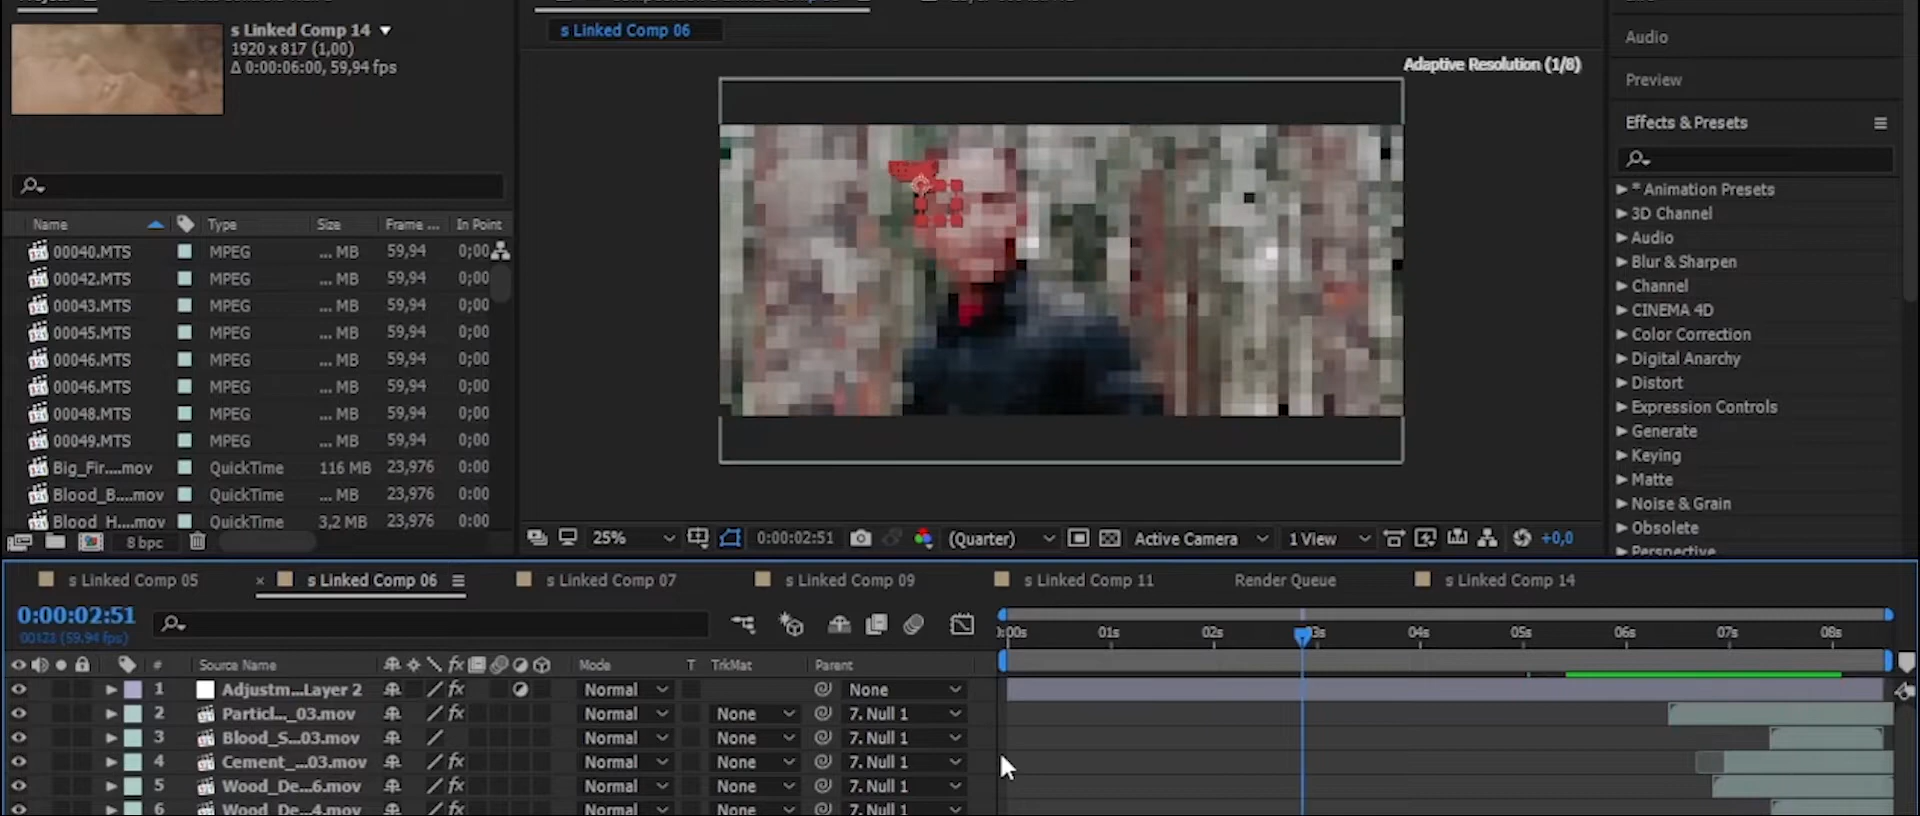 s Linked Comp 14
1920 x 817 (1,00)
Δ 0:00:06:00, 59,94 fps
s Linked Comp 06
Adaptive Resolution (1/8)
Audio
Preview
Effects & Presets
* Animation Presets
3D Channel
Audio
Blur & Sharpen
Channel
CINEMA 4D
Color Correction
Digital Anarchy
Distort
Expression Controls
Generate
Keying
Matte
Noise & Grain
Obsolete
Perspective
Name Type Size Frame ... In Point
00040.MTS MPEG ... MB 59,94 0;00
00042.MTS MPEG ... MB 59,94 0;00
00043.MTS MPEG ... MB 59,94 0;00
00045.MTS MPEG ... MB 59,94 0;00
00046.MTS MPEG ... MB 59,94 0;00
00046.MTS MPEG ... MB 59,94 0;00
00048.MTS MPEG ... MB 59,94 0;00
00049.MTS MPEG ... MB 59,94 0;00
Big_Fir....mov QuickTime 116 MB 23,976 0:00
Blood_B....mov QuickTime ... MB 23,976 0:00
Blood_H....mov QuickTime 3,2 MB 23,976 0:00
8 bpc
25% 0:00:02:51 (Quarter) Active Camera 1 View +0,0
s Linked Comp 05 × s Linked Comp 06 s Linked Comp 07 s Linked Comp 09 s Linked Comp 11 Render Queue s Linked Comp 14
0:00:02:51
(59.94 fps)
:00s 01s 02s 03s 04s 05s 06s 07s 08s
# Source Name fx Mode T TrkMat Parent
1 Adjustm...Layer 2 fx Normal None
2 Particl..._03.mov fx Normal None 7. Null 1
3 Blood_S...03.mov Normal None 7. Null 1
4 Cement_...03.mov fx Normal None 7. Null 1
5 Wood_De...6.mov fx Normal None 7. Null 1
6 Wood_De...4.mov fx Normal None 7. Null 1